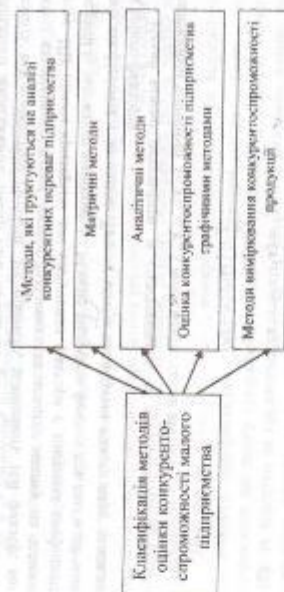 Класифікація методів
оцінки конкуренто-
спроможності малого
підприємства
Методи, які ґрунтуються на аналізі
конкурентних переваг підприємства
Матричні методи
Аналітичні методи
Оцінка конкурентоспроможності підприємства
графічними методами
Методи вимірювання конкурентоспроможності
продукції